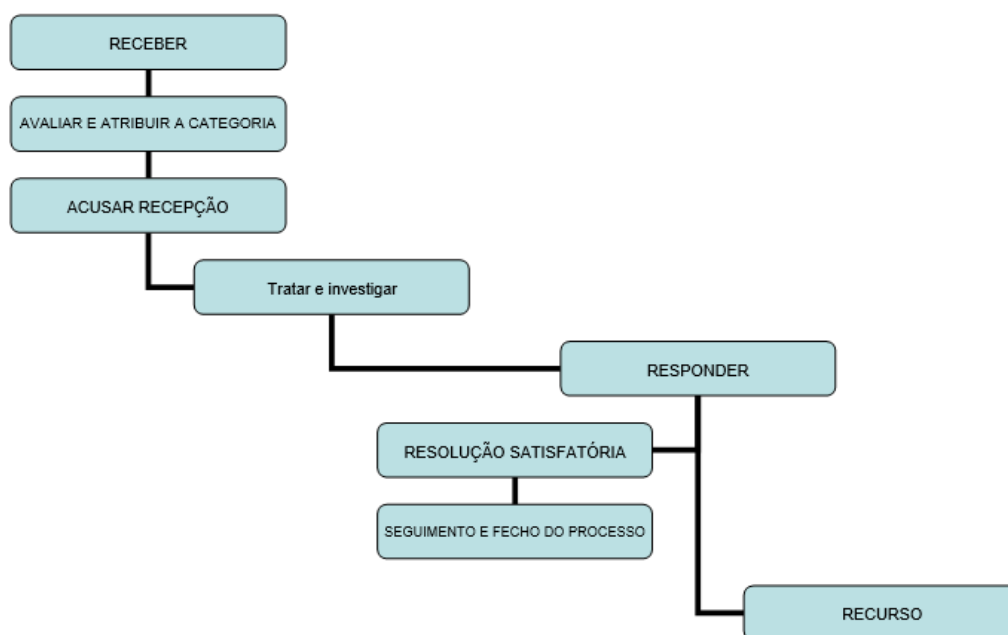 RECEBER
AVALIAR E ATRIBUIR A CATEGORIA
ACUSAR RECEPÇÃO
Tratar e investigar
RESPONDER
RESOLUÇÃO SATISFATÓRIA
SEGUIMENTO E FECHO DO PROCESSO
RECURSO